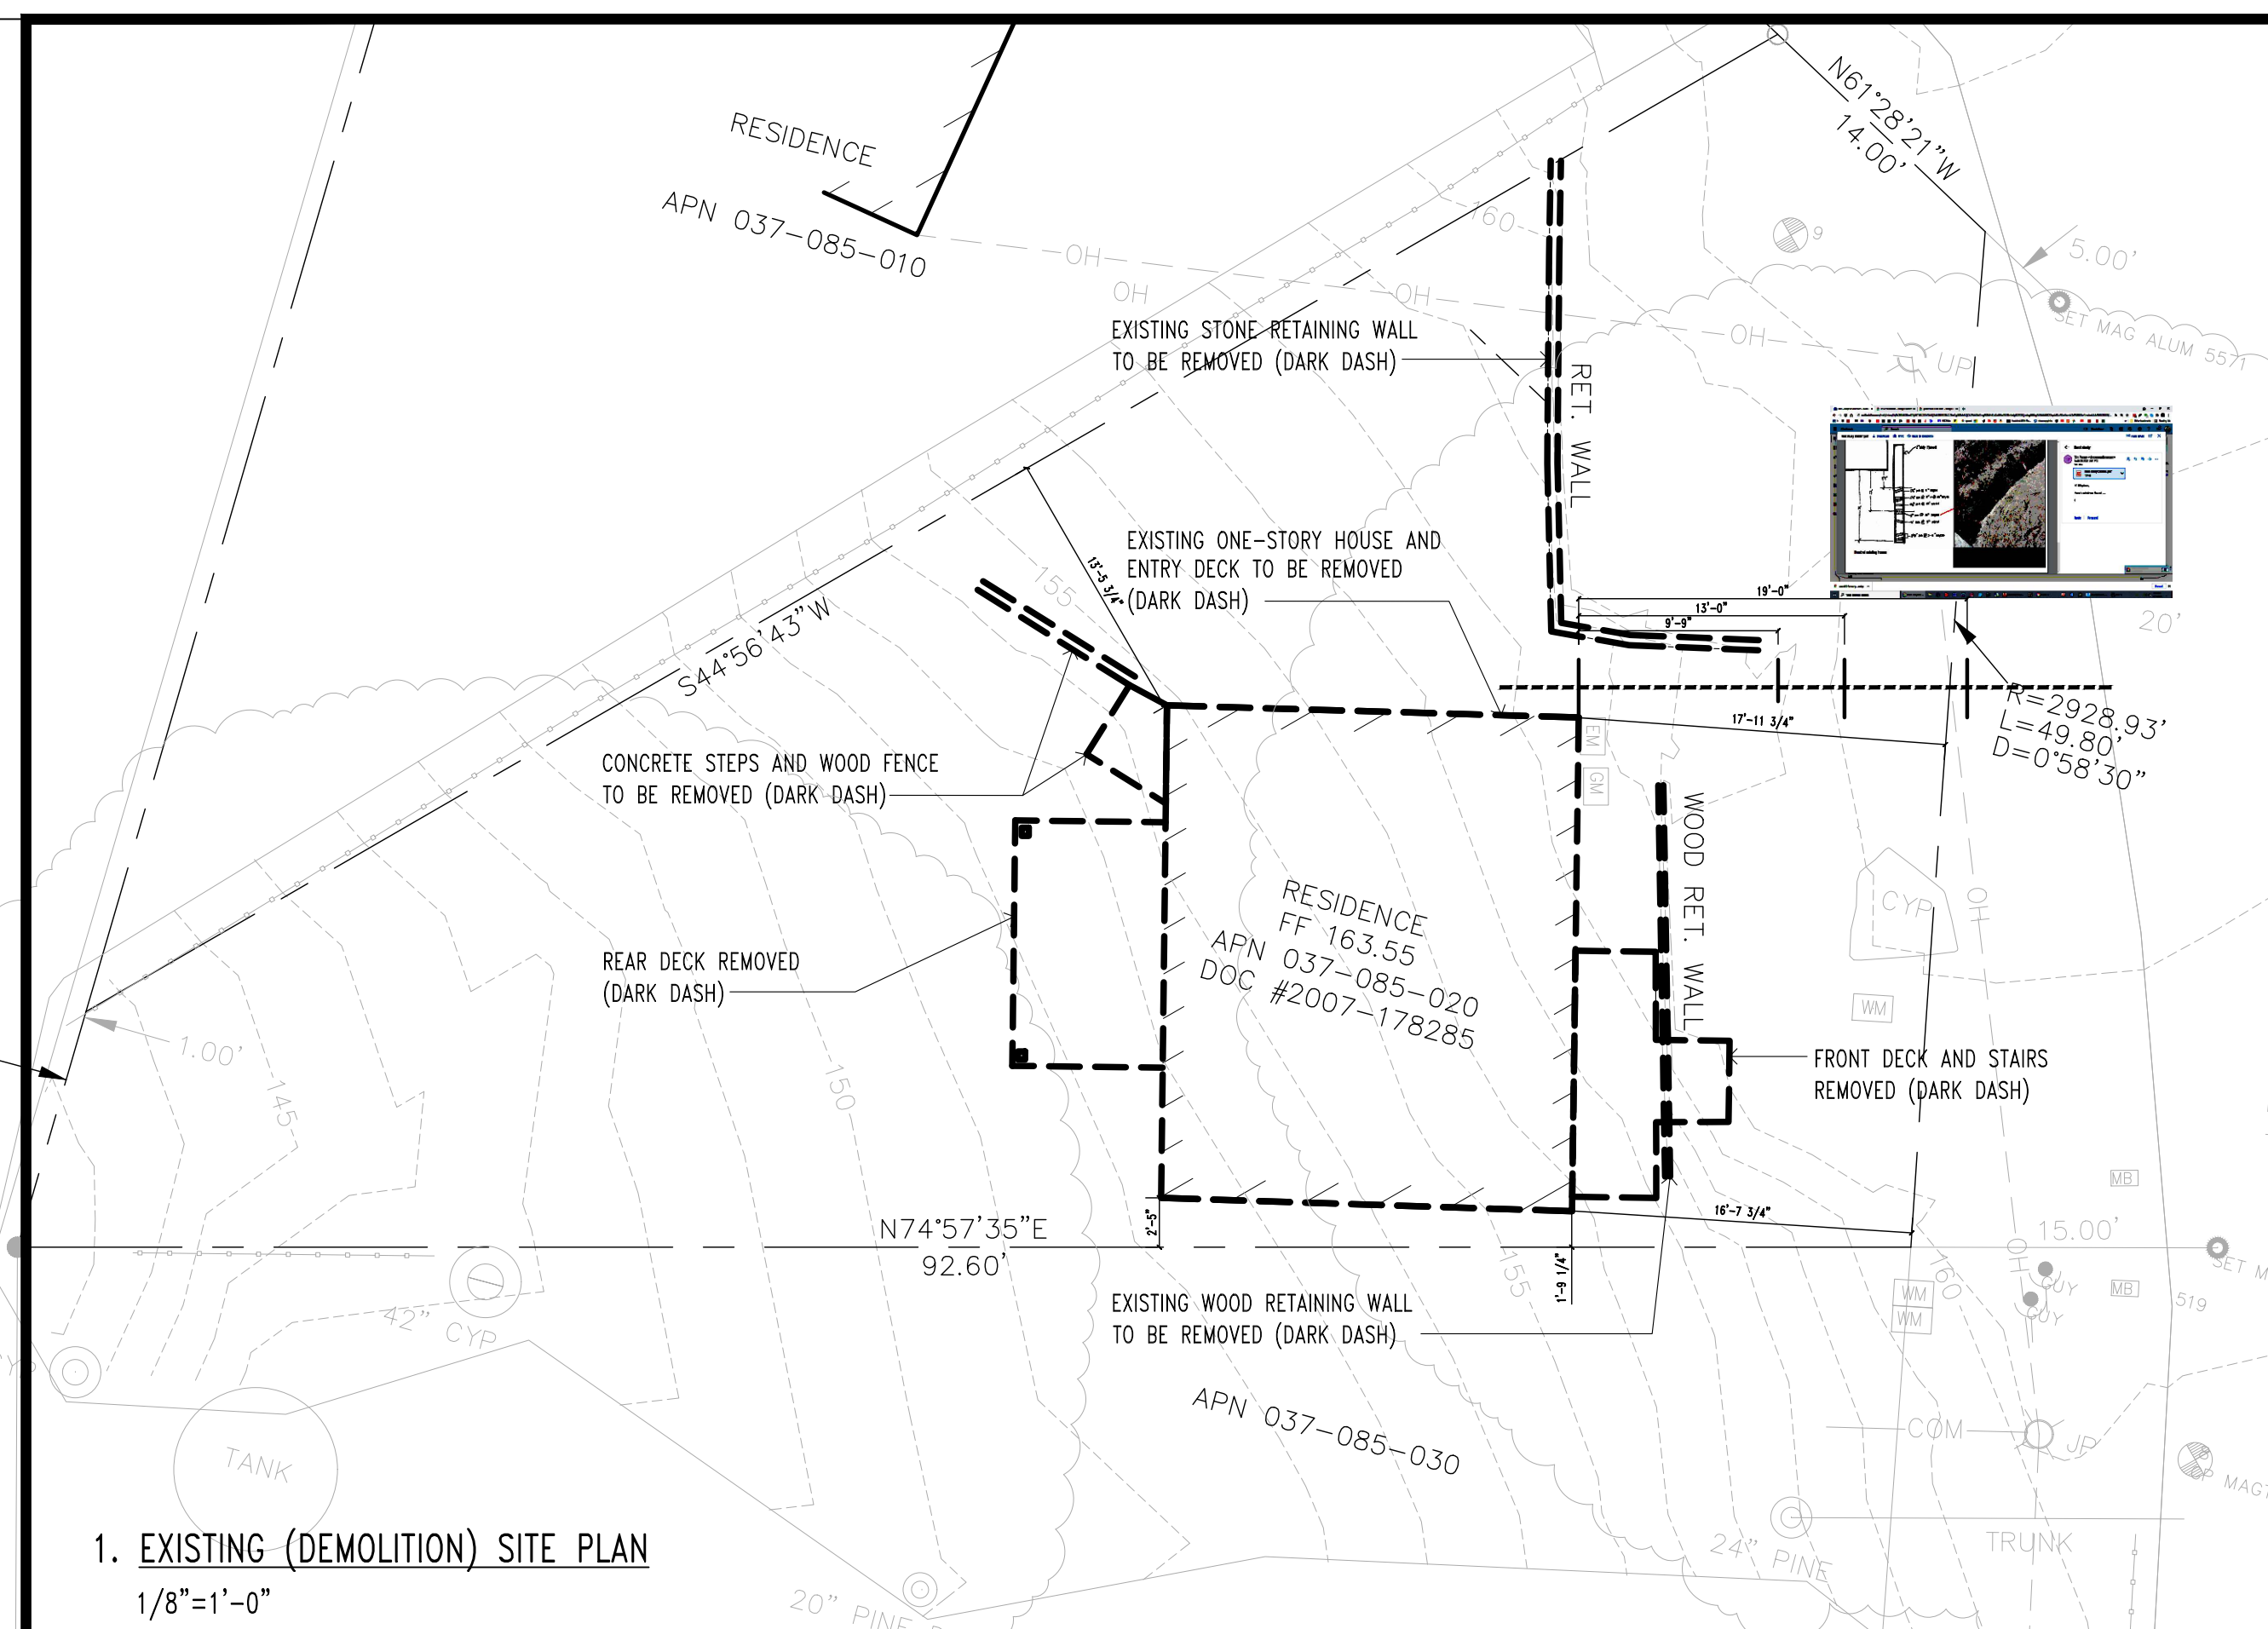 N61°28'21"W
14.00'
RESIDENCE
APN 037-085-010
160
9
5.00'
SET MAG ALUM 5571
OH
OH
OH
OH
UP
EXISTING STONE RETAINING WALL
TO BE REMOVED (DARK DASH)
RET. WALL
EXISTING ONE-STORY HOUSE AND
ENTRY DECK TO BE REMOVED
(DARK DASH)
155
13'-5 3/4"
19'-0"
13'-0"
9'-9"
20'
S44°56'43"W
R=2928.93'
L=49.80'
D=0°58'30"
17'-11 3/4"
EM
GM
CONCRETE STEPS AND WOOD FENCE
TO BE REMOVED (DARK DASH)
WOOD RET. WALL
CYP
OH
RESIDENCE
FF 163.55
APN 037-085-020
DOC #2007-178285
REAR DECK REMOVED
(DARK DASH)
WM
1.00'
145
150
FRONT DECK AND STAIRS
REMOVED (DARK DASH)
MB
N74°57'35"E
92.60'
2'-5"
16'-7 3/4"
15.00'
OH
SET M
1'-9 1/4"
155
160
WM
WM
GUY
GUY
MB
519
42" CYP
EXISTING WOOD RETAINING WALL
TO BE REMOVED (DARK DASH)
APN 037-085-030
COM
JP
CP MAG
TANK
24" PINE
TRUNK
1. EXISTING (DEMOLITION) SITE PLAN
1/8"=1'-0"
20" PINE